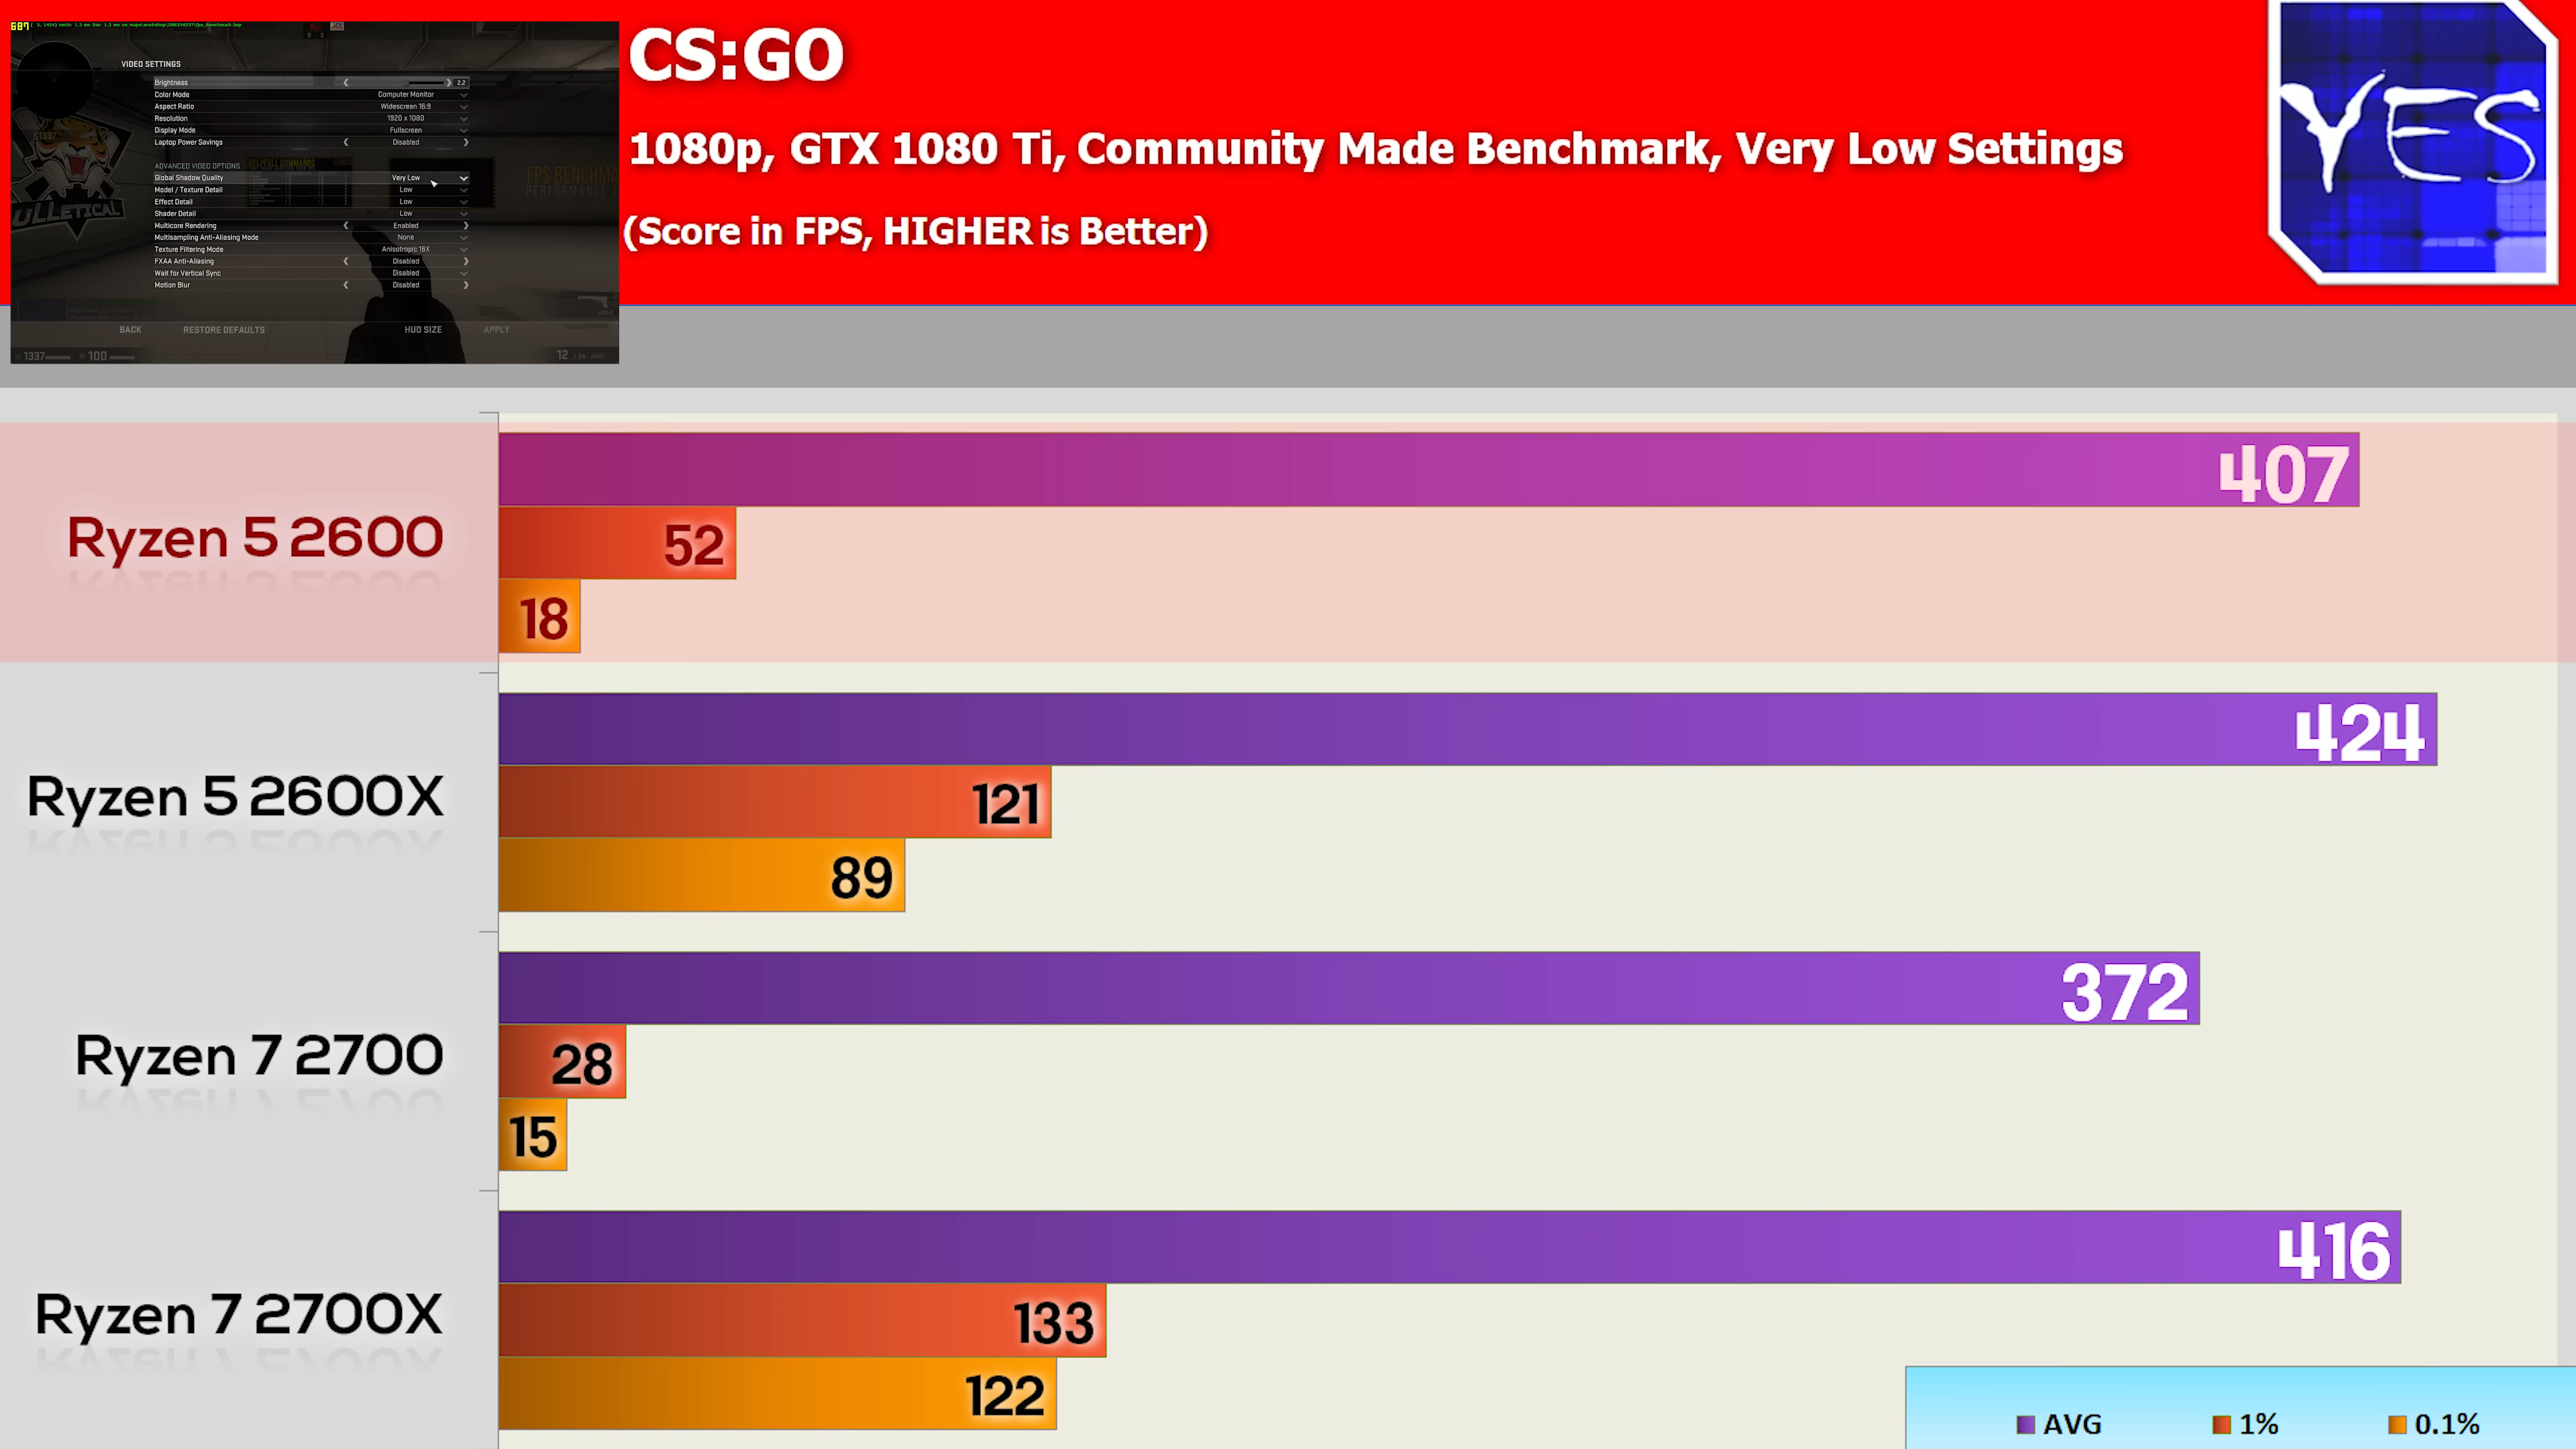 CS:GO
1080p, GTX 1080 Ti, Community Made Benchmark, Very Low Settings
(Score in FPS, HIGHER is Better)
YES
VIDEO SETTINGS
Brightness 2.2
Color Mode Computer Monitor
Aspect Ratio Widescreen 16:9
Resolution 1920 x 1080
Display Mode Fullscreen
Laptop Power Savings Disabled
ADVANCED VIDEO OPTIONS
Global Shadow Quality Very Low
Model / Texture Detail Low
Effect Detail Low
Shader Detail Low
Multicore Rendering Enabled
Multisampling Anti-Aliasing Mode None
Texture Filtering Mode Anisotropic 16X
FXAA Anti-Aliasing Disabled
Wait for Vertical Sync Disabled
Motion Blur Disabled
BACK RESTORE DEFAULTS HUD SIZE APPLY
1337 100 12 / 24
Ryzen 5 2600
407
52
18
Ryzen 5 2600X
424
121
89
Ryzen 7 2700
372
28
15
Ryzen 7 2700X
416
133
122
AVG 1% 0.1%